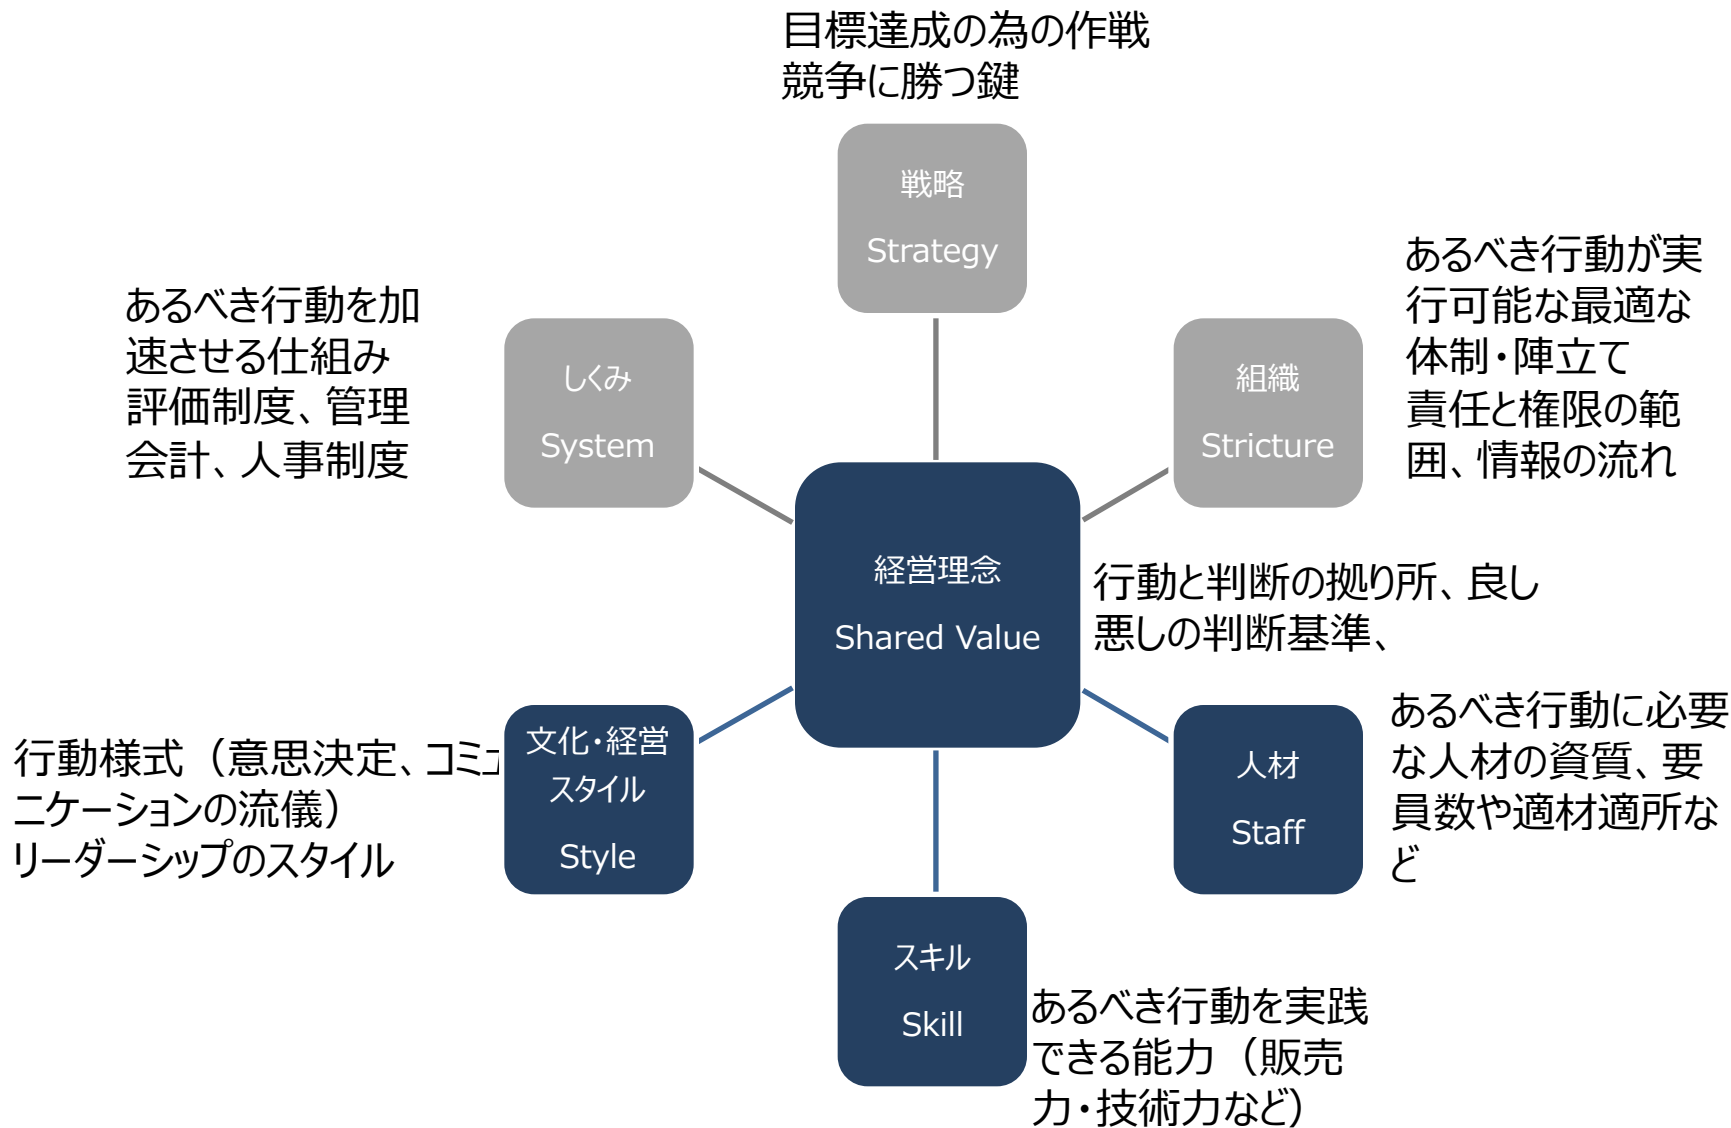 目標達成の為の作戦
競争に勝つ鍵
戦略
Strategy
あるべき行動を加
速させる仕組み
評価制度、管理
会計、人事制度
しくみ
System
組織
Stricture
あるべき行動が実
行可能な最適な
体制・陣立て
責任と権限の範
囲、情報の流れ
経営理念
Shared Value
行動と判断の拠り所、良し
悪しの判断基準、
行動様式（意思決定、コミュ
ニケーションの流儀）
リーダーシップのスタイル
文化・経営
スタイル
Style
人材
Staff
あるべき行動に必要
な人材の資質、要
員数や適材適所な
ど
スキル
Skill
あるべき行動を実践
できる能力（販売
力・技術力など）